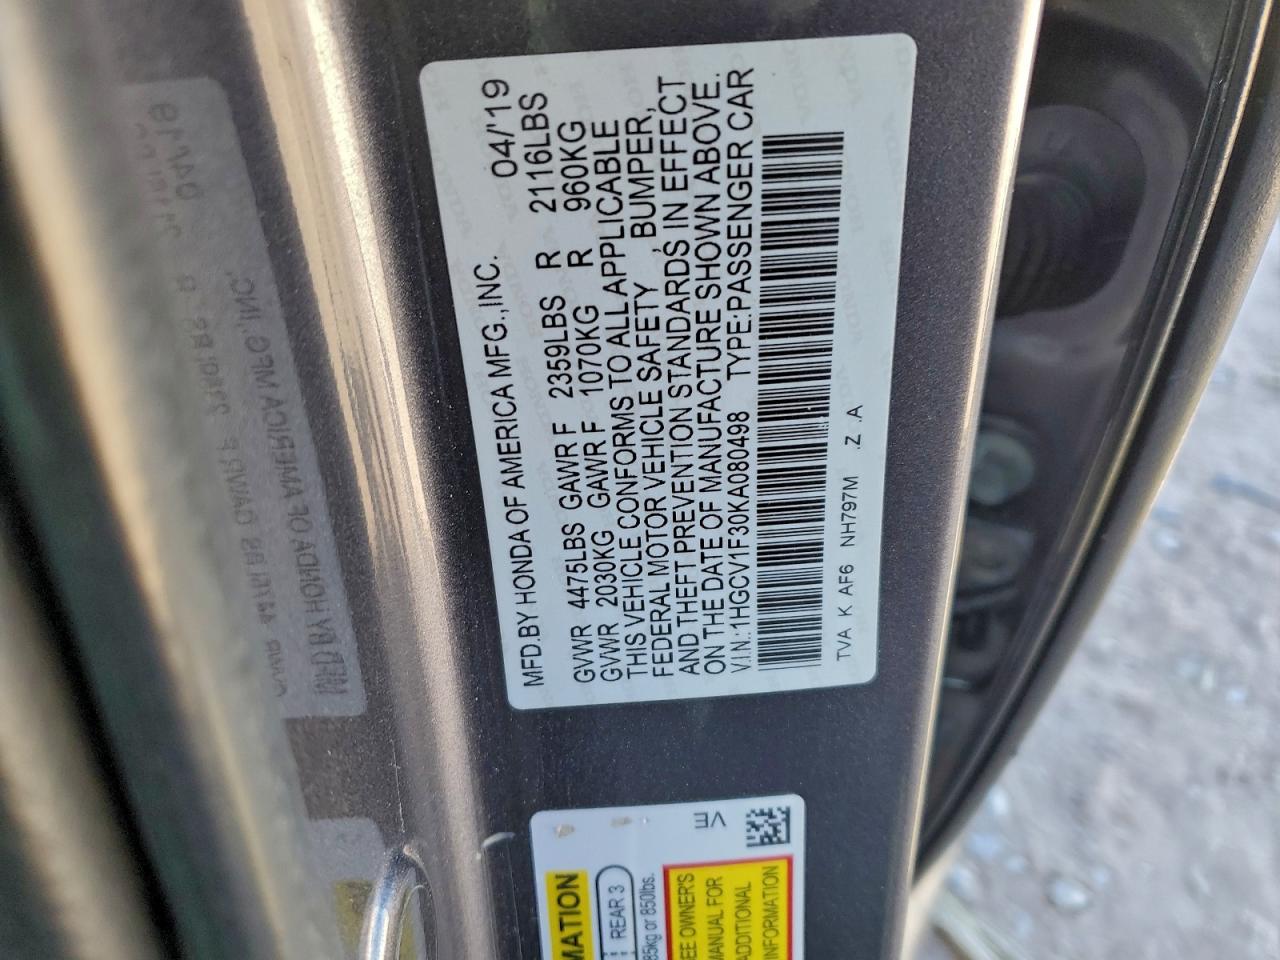 MFD.BY HONDA OF AMERICA MFG.,INC. 04/'19
GVWR 4475LBS GAWR F 2359LBS R 2116LBS
GVWR 2030KG GAWR F 1070KG R 960KG
THIS VEHICLE CONFORMS TO ALL APPLICABLE
FEDERAL MOTOR VEHICLE SAFETY , BUMPER,
AND THEFT PREVENTION STANDARDS IN EFFECT
ON THE DATE OF MANUFACTURE SHOWN ABOVE.
V.I.N.:1HGCV1F30KA080498 TYPE:PASSENGER CAR
TVA K AF6 NH797M .Z .A
VE
REAR 3
850lbs.
MANUAL FOR
ADDITIONAL
INFORMATION